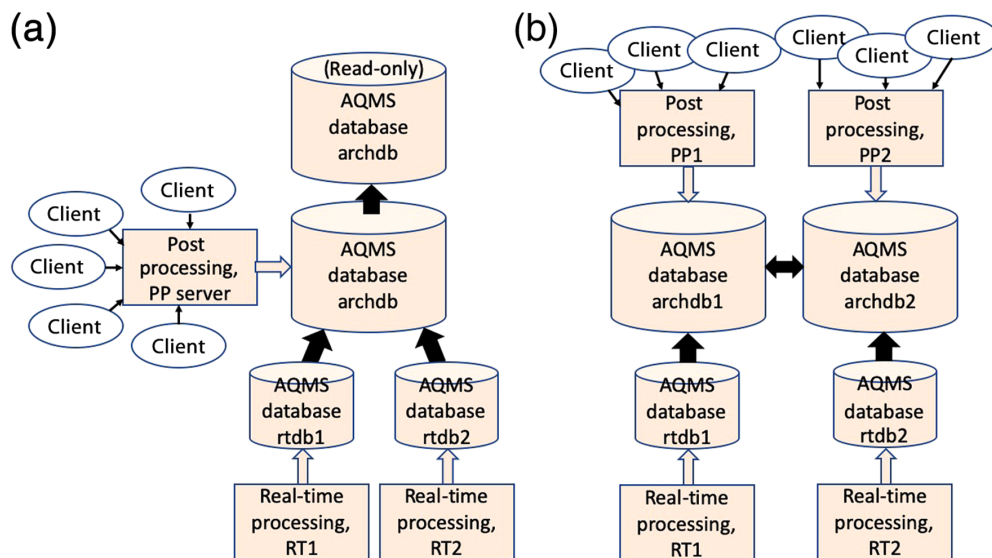 (a)
(Read-only)
AQMS
database
archdb
Client
Client
Client
Client
Client
Post
processing,
PP server
AQMS
database
archdb
AQMS
database
rtdb1
AQMS
database
rtdb2
Real-time
processing,
RT1
Real-time
processing,
RT2
(b)
Client
Client
Client
Client
Client
Client
Post
processing,
PP1
Post
processing,
PP2
AQMS
database
archdb1
AQMS
database
archdb2
AQMS
database
rtdb1
AQMS
database
rtdb2
Real-time
processing,
RT1
Real-time
processing,
RT2